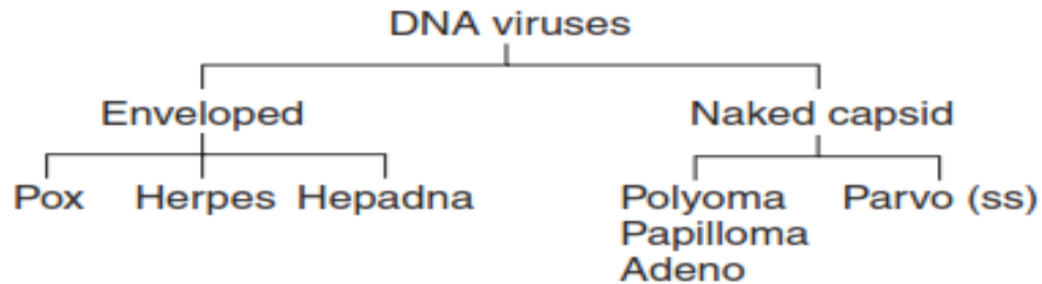 DNA viruses
Enveloped
Naked capsid
Pox
Herpes
Hepadna
Polyoma
Papilloma
Adeno
Parvo (ss)